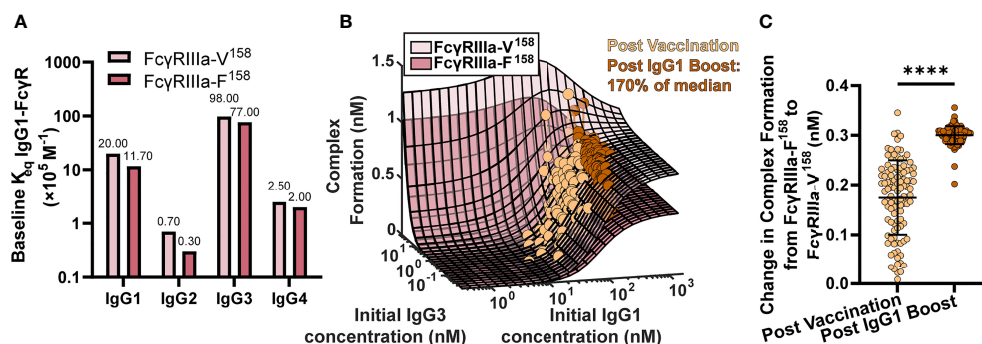 A
Baseline Keq IgG1-FcγR
(×10⁵ M⁻¹)
FcγRIIIa-V¹⁵⁸
FcγRIIIa-F¹⁵⁸
1000
100
10
1
0.1
20.00
11.70
0.70
0.30
98.00
77.00
2.50
2.00
IgG1
IgG2
IgG3
IgG4
B
FcγRIIIa-V¹⁵⁸
FcγRIIIa-F¹⁵⁸
Post Vaccination
Post IgG1 Boost:
170% of median
Complex
Formation (nM)
1.5
1
0.5
0
10¹
10⁰
10⁻¹
10⁰
10¹
10²
10³
Initial IgG3
concentration (nM)
Initial IgG1
concentration (nM)
C
Change in Complex Formation
from FcγRIIIa-F¹⁵⁸ to
FcγRIIIa-V¹⁵⁸ (nM)
****
0.4
0.3
0.2
0.1
0.0
Post Vaccination
Post IgG1 Boost